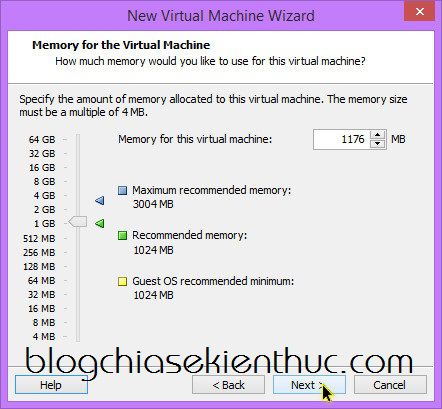 New Virtual Machine Wizard
Memory for the Virtual Machine
How much memory would you like to use for this virtual machine?
Specify the amount of memory allocated to this virtual machine. The memory size
must be a multiple of 4 MB.
64 GB
Memory for this virtual machine: 1176 MB
32 GB
16 GB
8 GB
4 GB
2 GB
1 GB
512 MB
256 MB
128 MB
64 MB
32 MB
16 MB
8 MB
4 MB
Maximum recommended memory:
3004 MB
Recommended memory:
1024 MB
Guest OS recommended minimum:
1024 MB
blogchiasekienthuc.com
Help < Back Next > Cancel